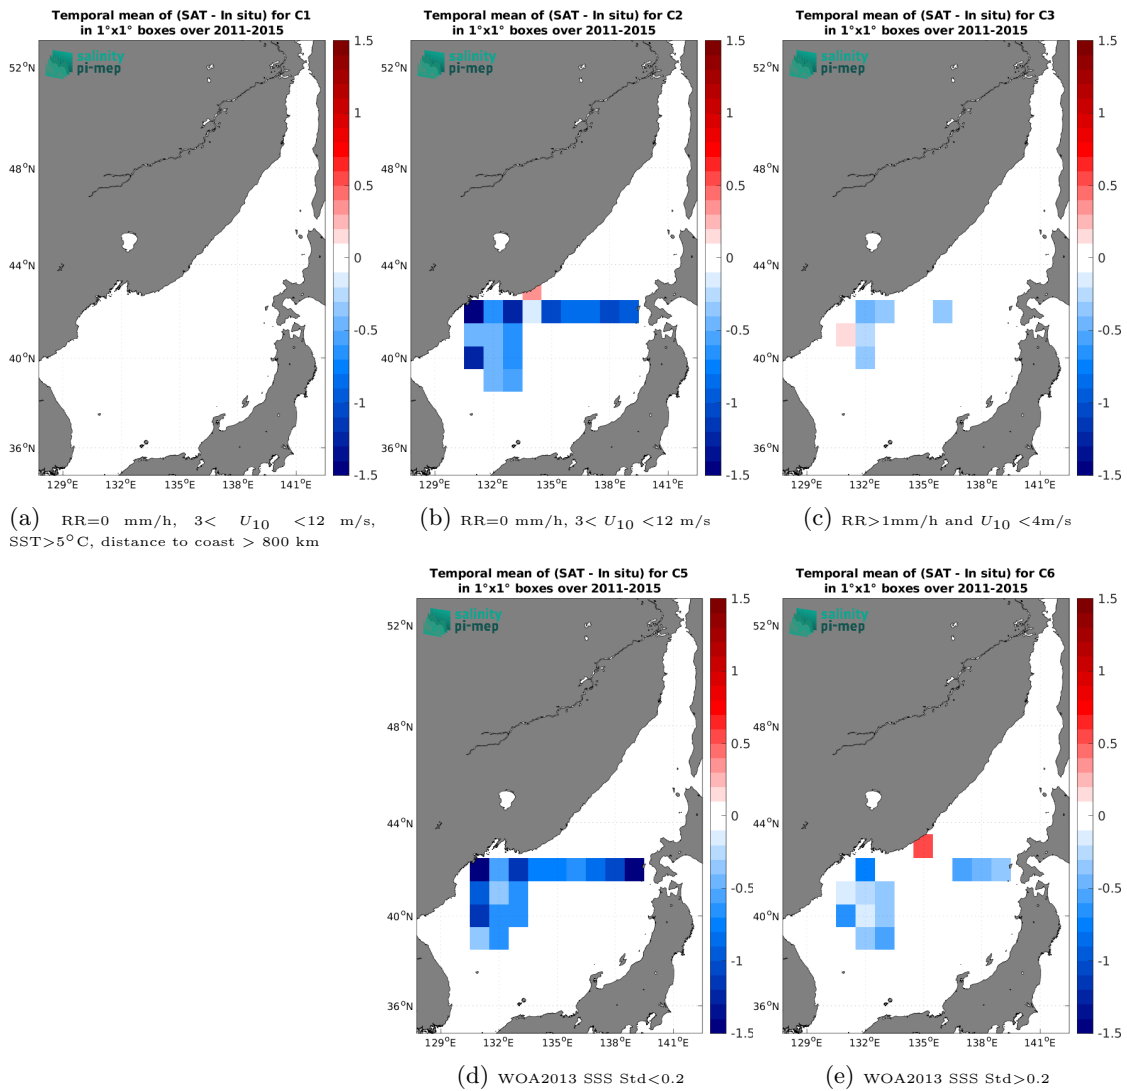 Temporal mean of (SAT - In situ) for C1
in 1°x1° boxes over 2011-2015
salinity
pi-mep
52°N
48°N
44°N
40°N
36°N
129°E 132°E 135°E 138°E 141°E
1.5
1
0.5
0
-0.5
-1
-1.5
(a) RR=0 mm/h, 3< U10 <12 m/s,
SST>5°C, distance to coast > 800 km
Temporal mean of (SAT - In situ) for C2
in 1°x1° boxes over 2011-2015
salinity
pi-mep
52°N
48°N
44°N
40°N
36°N
129°E 132°E 135°E 138°E 141°E
1.5
1
0.5
0
-0.5
-1
-1.5
(b) RR=0 mm/h, 3< U10 <12 m/s
Temporal mean of (SAT - In situ) for C3
in 1°x1° boxes over 2011-2015
salinity
pi-mep
52°N
48°N
44°N
40°N
36°N
129°E 132°E 135°E 138°E 141°E
1.5
1
0.5
0
-0.5
-1
-1.5
(c) RR>1mm/h and U10 <4m/s
Temporal mean of (SAT - In situ) for C5
in 1°x1° boxes over 2011-2015
salinity
pi-mep
52°N
48°N
44°N
40°N
36°N
129°E 132°E 135°E 138°E 141°E
1.5
1
0.5
0
-0.5
-1
-1.5
(d) WOA2013 SSS Std<0.2
Temporal mean of (SAT - In situ) for C6
in 1°x1° boxes over 2011-2015
salinity
pi-mep
52°N
48°N
44°N
40°N
36°N
129°E 132°E 135°E 138°E 141°E
1.5
1
0.5
0
-0.5
-1
-1.5
(e) WOA2013 SSS Std>0.2